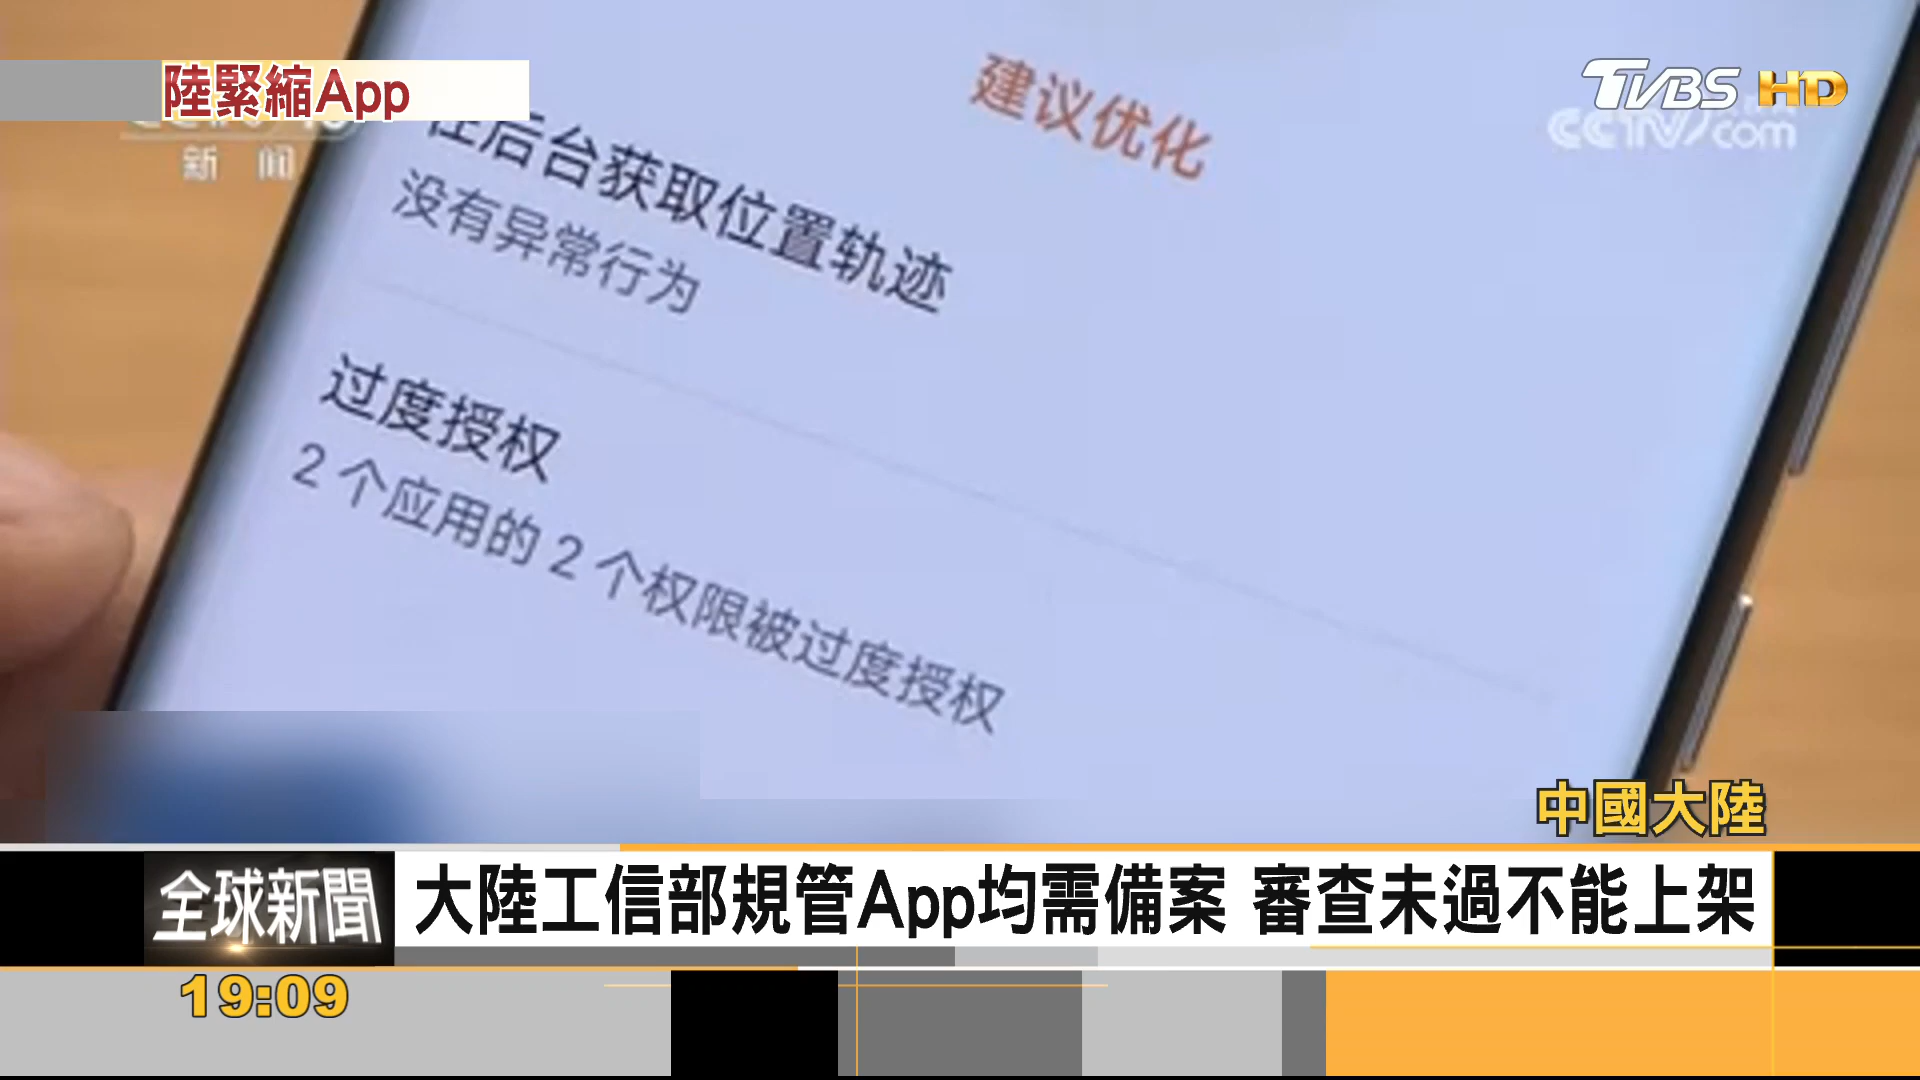 陸緊縮App
TVBS HD
CCTV.com
新 闻
建议优化
在后台获取位置轨迹
没有异常行为
过度授权
2 个应用的 2 个权限被过度授权
中國大陸
全球新聞
大陸工信部規管App均需備案 審查未過不能上架
19:09